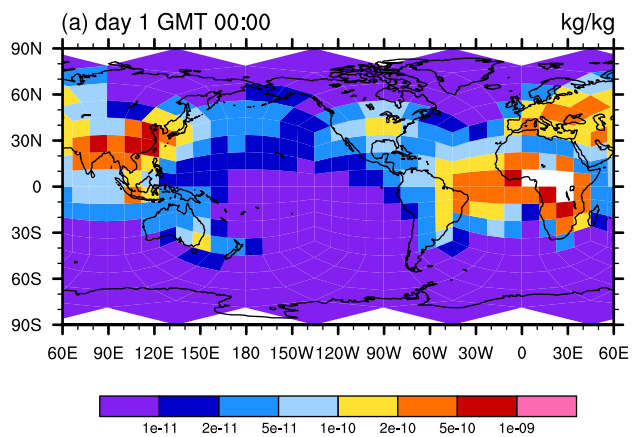 (a) day 1 GMT 00:00 kg/kg
90N
60N
30N
0
30S
60S
90S
60E 90E 120E 150E 180 150W 120W 90W 60W 30W 0 30E 60E
1e-11 2e-11 5e-11 1e-10 2e-10 5e-10 1e-09